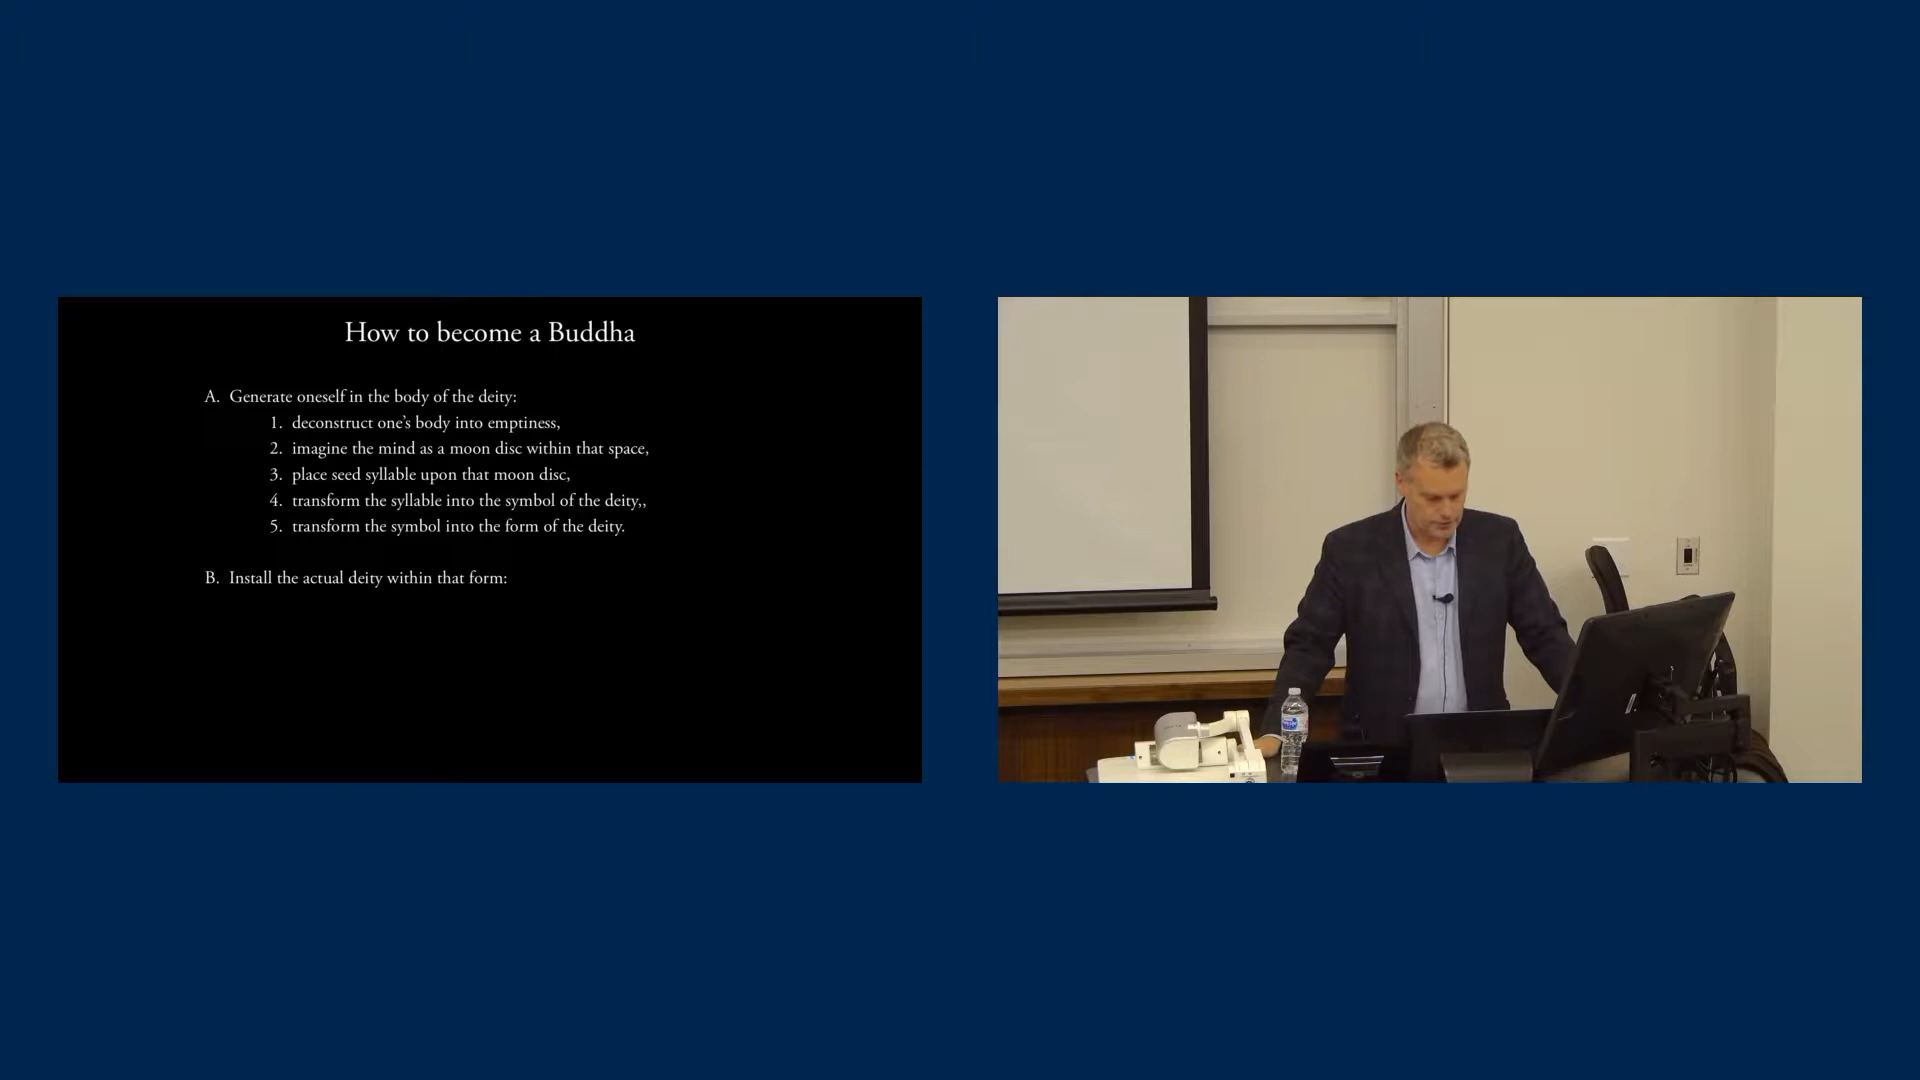 How to become a Buddha
A. Generate oneself in the body of the deity:
1. deconstruct one's body into emptiness,
2. imagine the mind as a moon disc within that space,
3. place seed syllable upon that moon disc,
4. transform the syllable into the symbol of the deity,,
5. transform the symbol into the form of the deity.
B. Install the actual deity within that form: